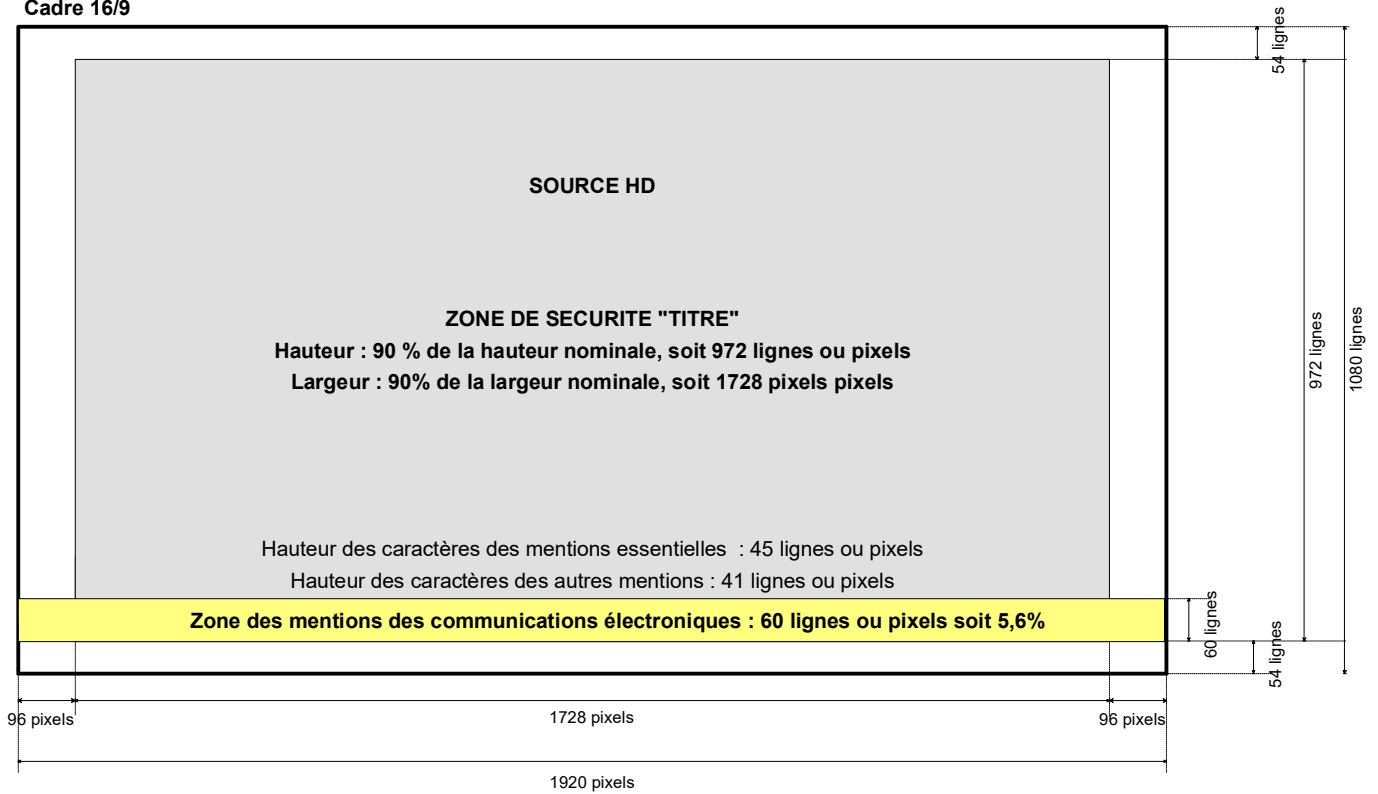 Cadre 16/9
54 lignes
SOURCE HD
ZONE DE SECURITE "TITRE"
Hauteur : 90 % de la hauteur nominale, soit 972 lignes ou pixels
Largeur : 90% de la largeur nominale, soit 1728 pixels pixels
972 lignes
1080 lignes
Hauteur des caractères des mentions essentielles : 45 lignes ou pixels
Hauteur des caractères des autres mentions : 41 lignes ou pixels
Zone des mentions des communications électroniques : 60 lignes ou pixels soit 5,6%
60 lignes
54 lignes
96 pixels
1728 pixels
96 pixels
1920 pixels